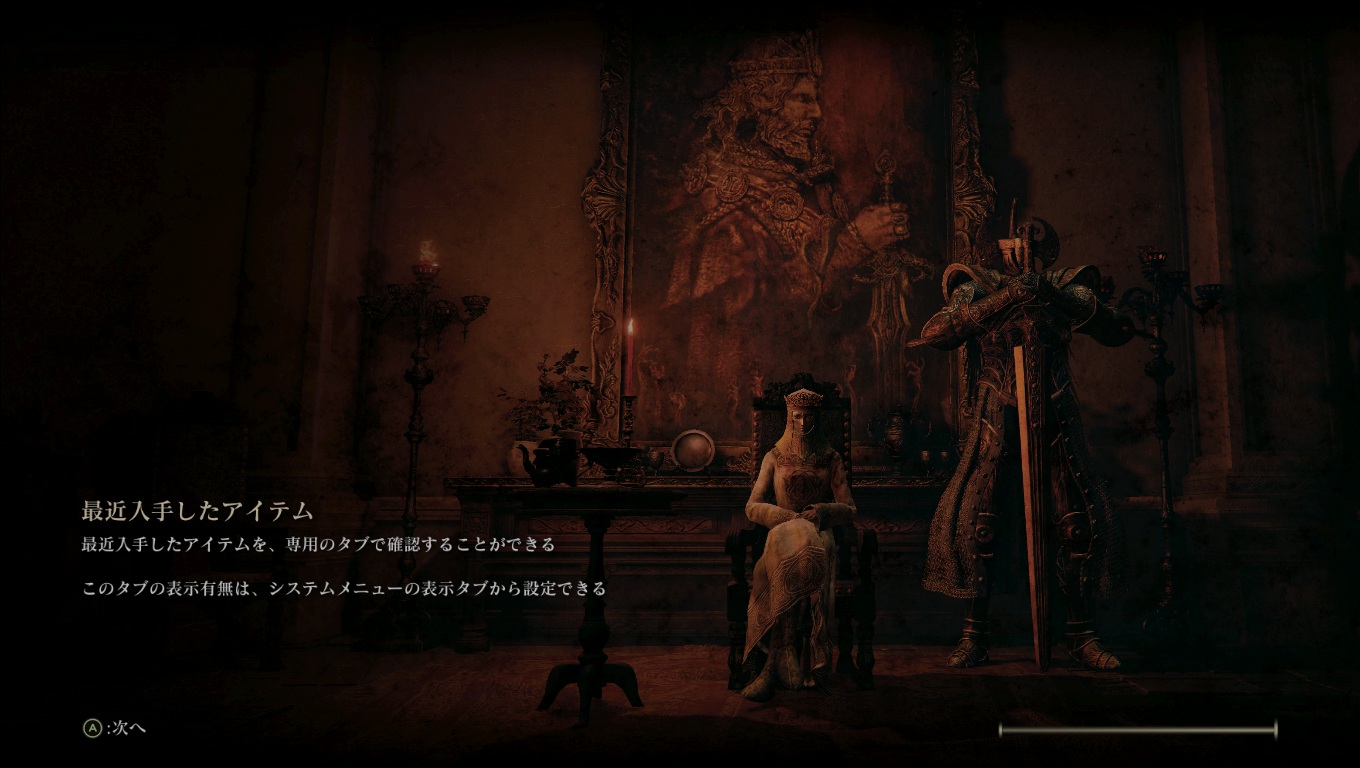 最近入手したアイテム
最近入手したアイテムを、専用のタブで確認することができる
このタブの表示有無は、システムメニューの表示タブから設定できる
A:次へ